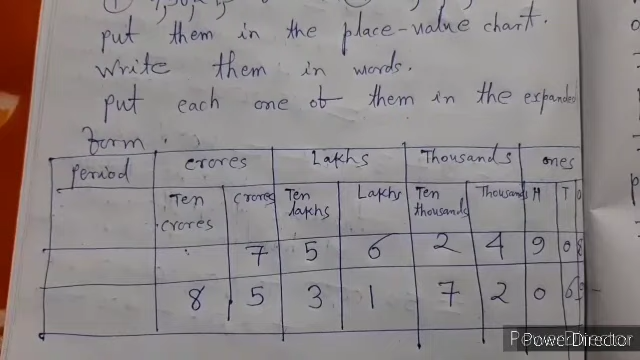 put them in the place-value chart.
Write them in words.
put each one of them in the expanded
form.
Period crores Lakhs Thousands ones
Ten crores crores Ten lakhs Lakhs Ten thousands Thousands H T O
7 5 6 2 4 9 0 8
8 5 3 1 7 2 0 6
PowerDirector